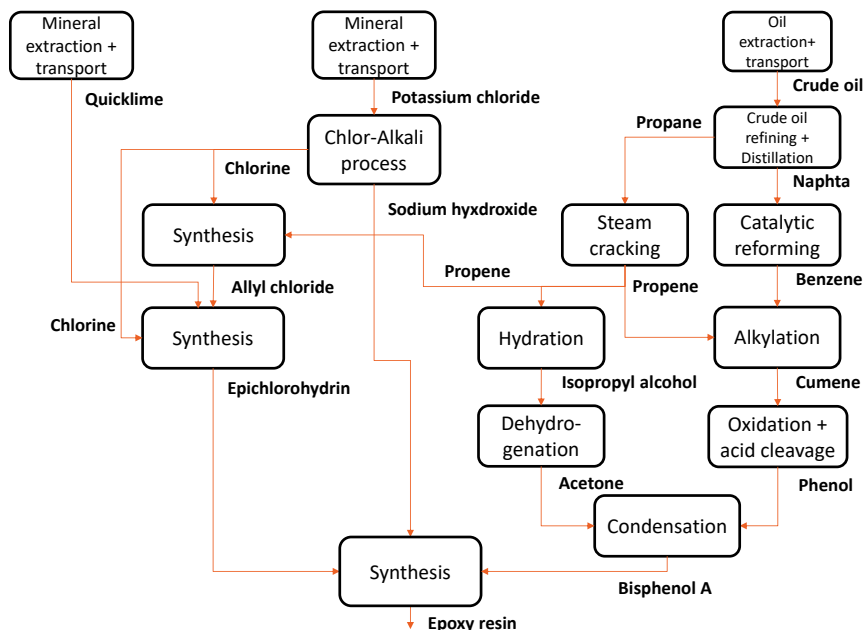 Mineral
extraction +
transport
Mineral
extraction +
transport
Oil
extraction+
transport
Quicklime
Potassium chloride
Crude oil
Chlor-Alkali
process
Propane
Crude oil
refining +
Distillation
Chlorine
Naphta
Sodium hyxdroxide
Synthesis
Steam
cracking
Catalytic
reforming
Propene
Propene
Benzene
Allyl chloride
Chlorine
Synthesis
Hydration
Alkylation
Epichlorohydrin
Isopropyl alcohol
Cumene
Dehydro-
genation
Oxidation +
acid cleavage
Acetone
Phenol
Condensation
Synthesis
Bisphenol A
Epoxy resin